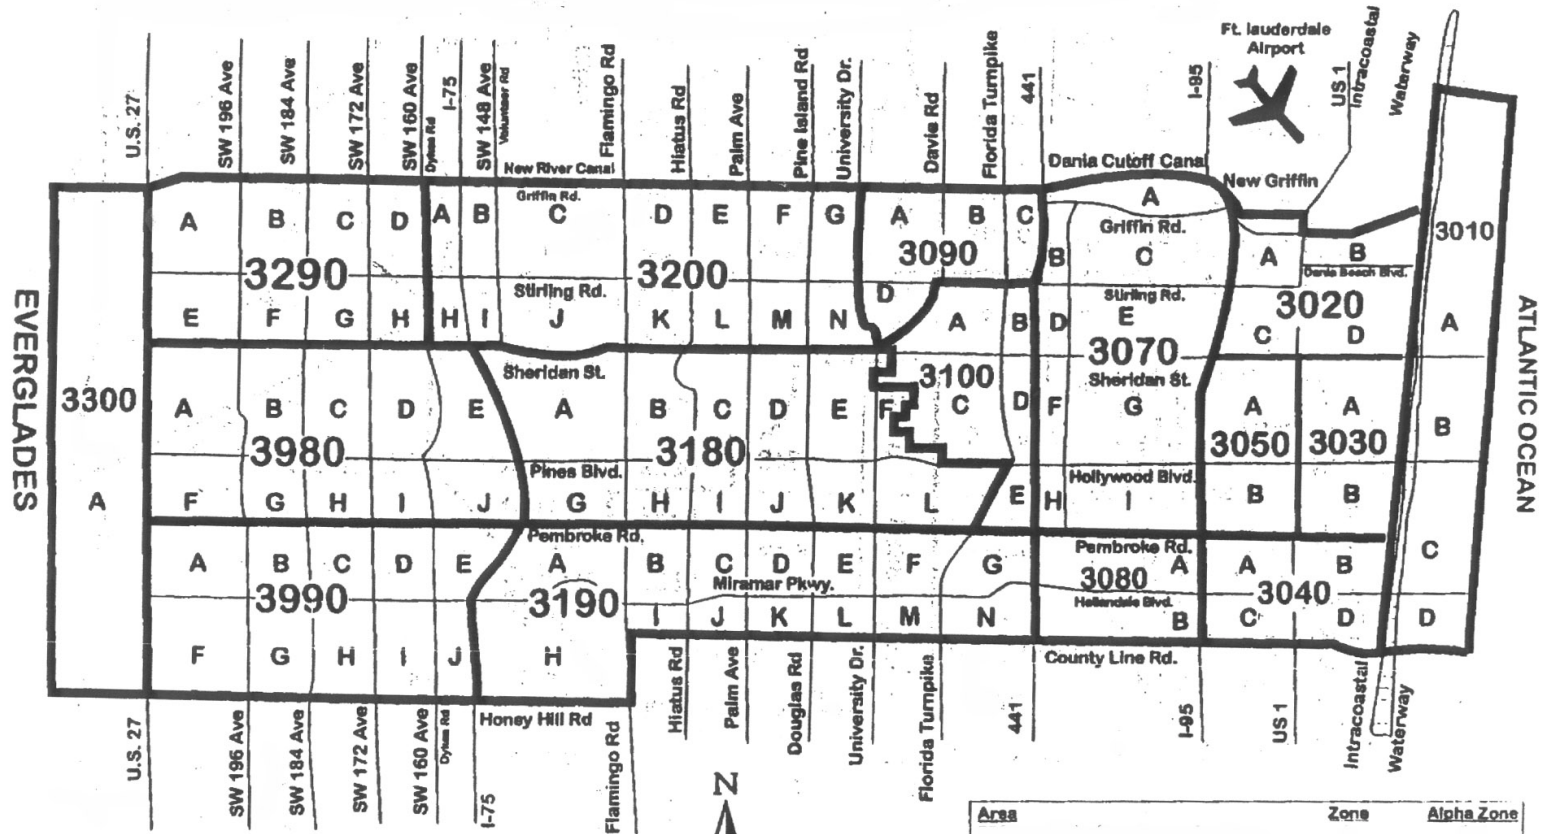 Ft. lauderdale
Airport
U.S. 27
SW 196 Ave
SW 184 Ave
SW 172 Ave
SW 160 Ave
Dykes Rd
I-75
SW 148 Ave
Volunteer Rd
Flamingo Rd
Hiatus Rd
Palm Ave
Pine Island Rd
University Dr.
Davie Rd
Florida Turnpike
441
I-95
US 1
Intracoastal
Waterway
New River Canal
Dania Cutoff Canal
New Griffin
Griffin Rd.
Griffin Rd.
A B C D A B C D E F G A B C A
3290 3200 3090 B C A B 3010
Dania Beach Blvd.
Stirling Rd.
Stirling Rd.
D
E F G H H I J K L M N A B D E 3020 C D A
3070
Sheridan St.
Sheridan St.
EVERGLADES
ATLANTIC OCEAN
3300
3100
A B C D E A B C D E F C D F G A A B
3980 3180 3050 3030
Pines Blvd.
Hollywood Blvd.
A F G H I J G H I J K L E H I B B
Pembroke Rd.
Pembroke Rd.
A B C D E A B C D E F G A A B C
Miramar Pkwy.
3990 3190 3080 3040
Hallandale Blvd.
I J K L M N B C D D
F G H I J H
County Line Rd.
Honey Hill Rd
U.S. 27
SW 196 Ave
SW 184 Ave
SW 172 Ave
SW 160 Ave
Dykes Rd
I-75
Flamingo Rd
Hiatus Rd
Palm Ave
Douglas Rd
University Dr.
Florida Turnpike
441
I-95
US 1
Intracoastal
Waterway
N
Area Zone Alpha Zone